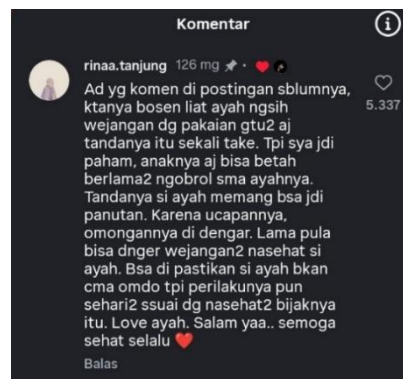 Komentar
rinaa.tanjung 126 mg
Ad yg komen di postingan sblumnya,
ktanya bosen liat ayah ngsih
wejangan dg pakaian gtu2 aj
tandanya itu sekali take. Tpi sya jdi
paham, anaknya aj bisa betah
berlama2 ngobrol sma ayahnya.
Tandanya si ayah memang bsa jdi
panutan. Karena ucapannya,
omongannya di dengar. Lama pula
bisa dnger wejangan2 nasehat si
ayah. Bsa di pastikan si ayah bkan
cma omdo tpi perilakunya pun
sehari2 ssuai dg nasehat2 bijaknya
itu. Love ayah. Salam yaa.. semoga
sehat selalu ❤️
5.337
Balas